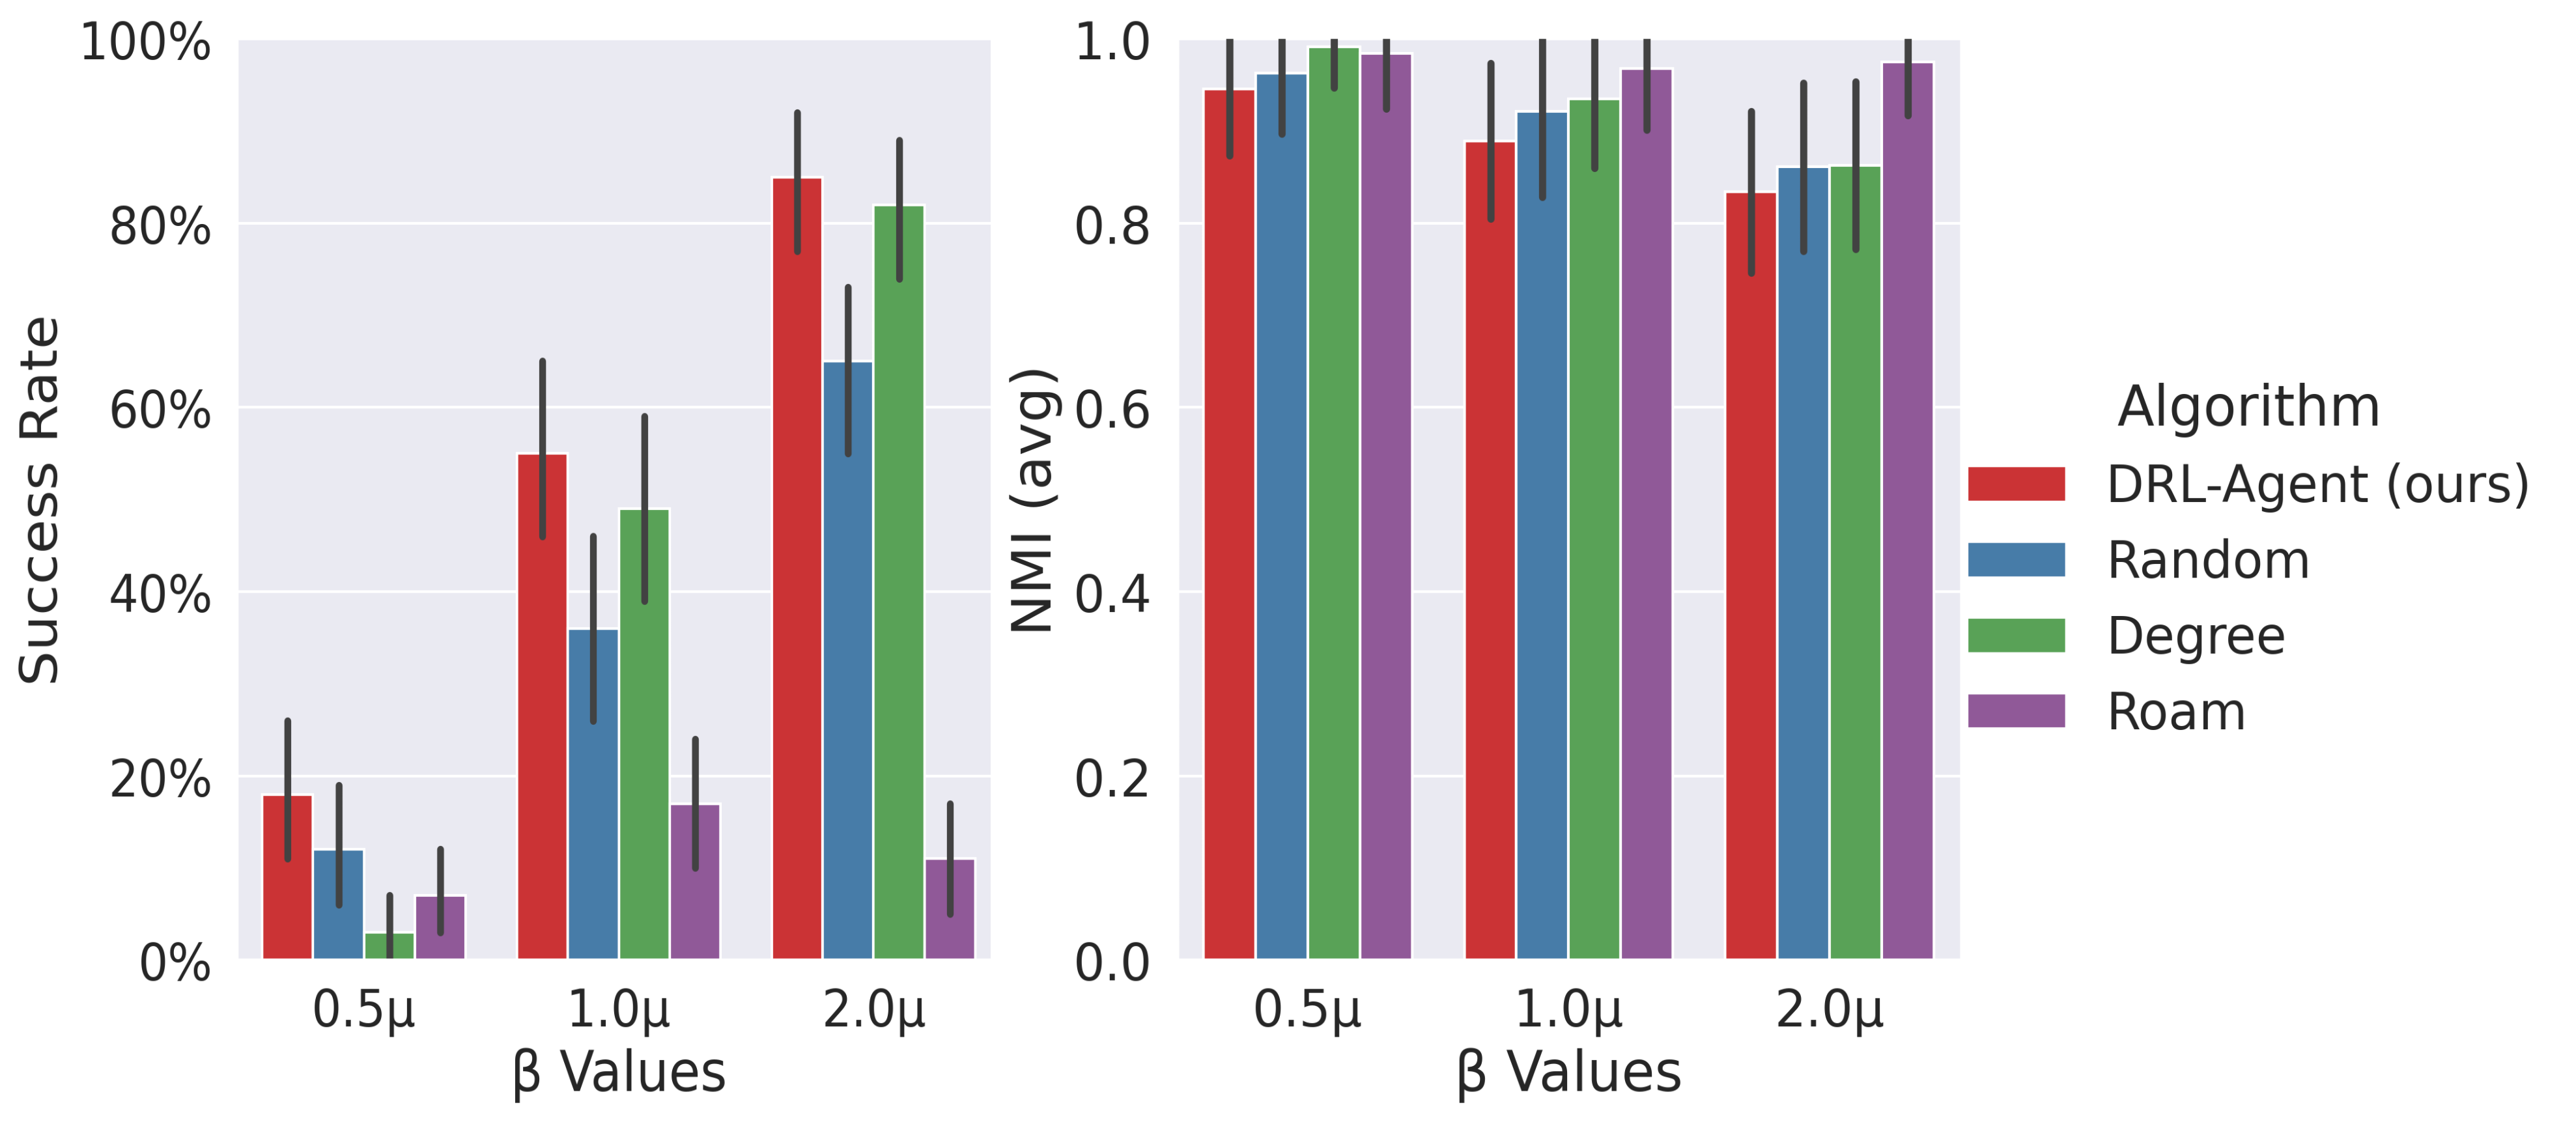 100%
80%
60%
40%
20%
0%
Success Rate
0.5μ 1.0μ 2.0μ
β Values
1.0
0.8
0.6
0.4
0.2
0.0
NMI (avg)
0.5μ 1.0μ 2.0μ
β Values
Algorithm
DRL-Agent (ours)
Random
Degree
Roam